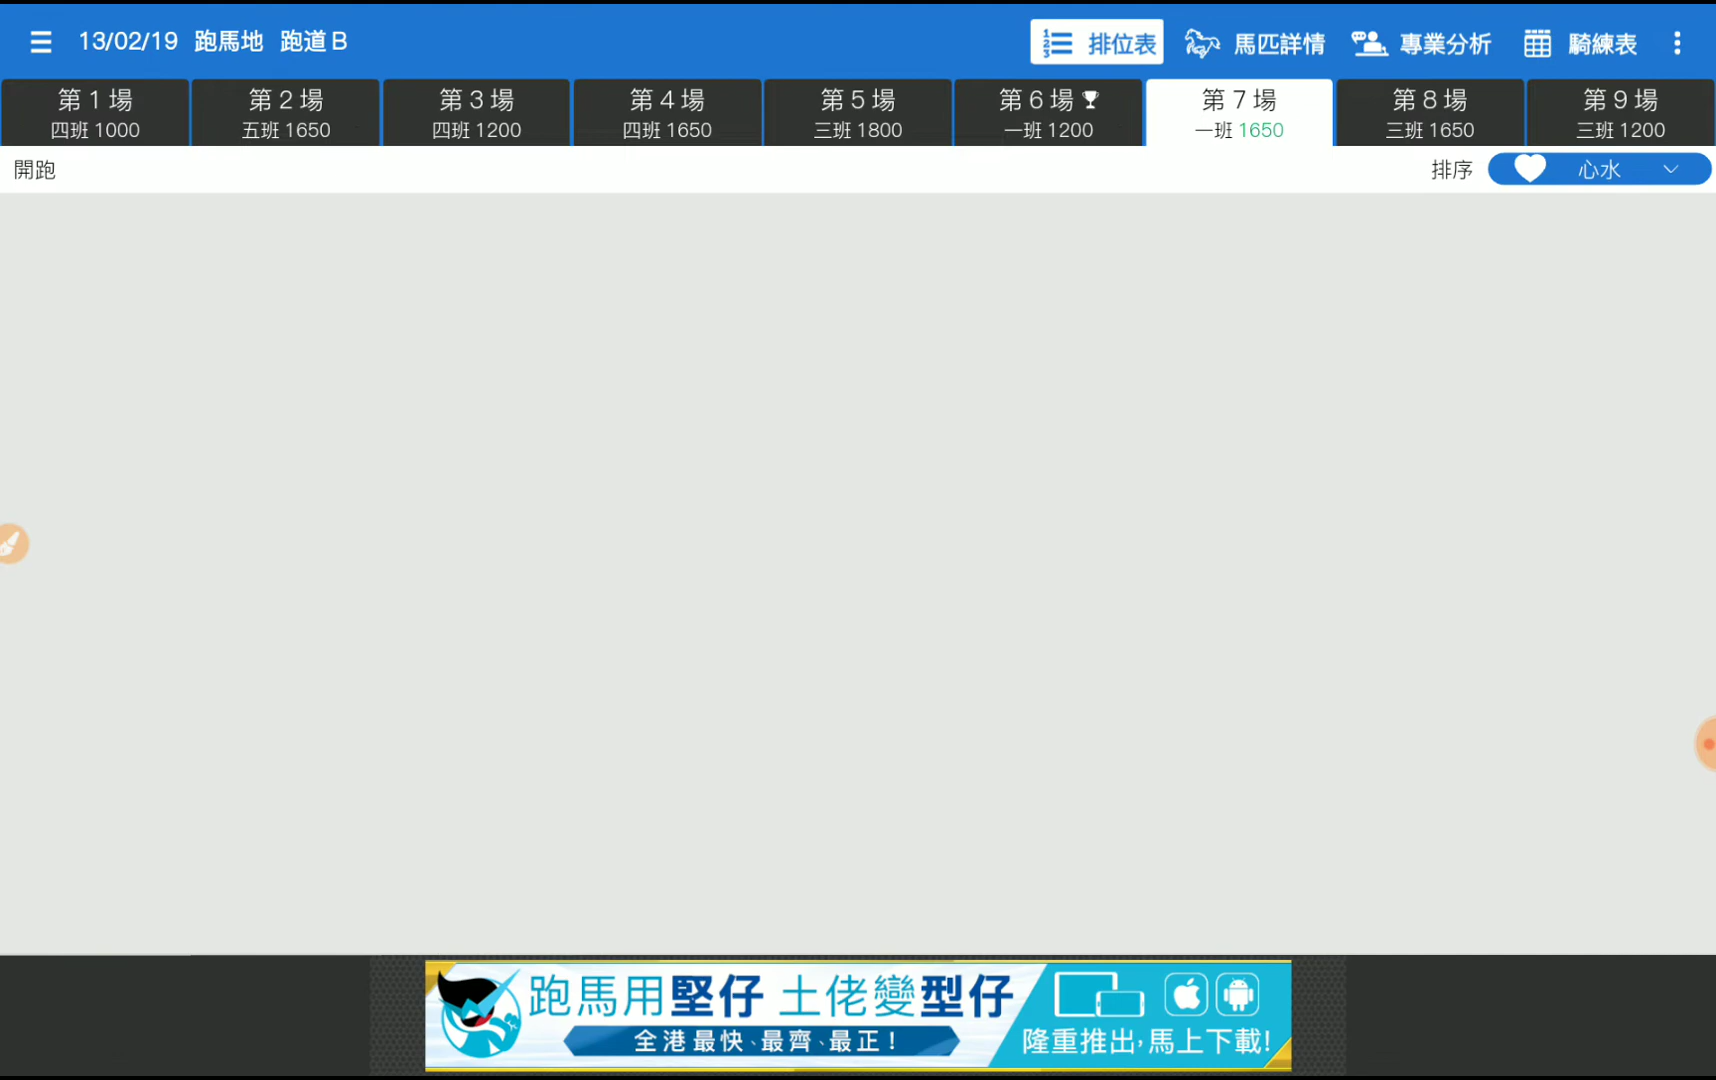 13/02/19 跑馬地 跑道 B
排位表
馬匹詳情
專業分析
騎練表
第 1 場
四班 1000
第 2 場
五班 1650
第 3 場
四班 1200
第 4 場
四班 1650
第 5 場
三班 1800
第 6 場
一班 1200
第 7 場
一班 1650
第 8 場
三班 1650
第 9 場
三班 1200
開跑
排序
心水
跑馬用堅仔 土佬變型仔
全港最快、最齊、最正！
隆重推出，馬上下載！